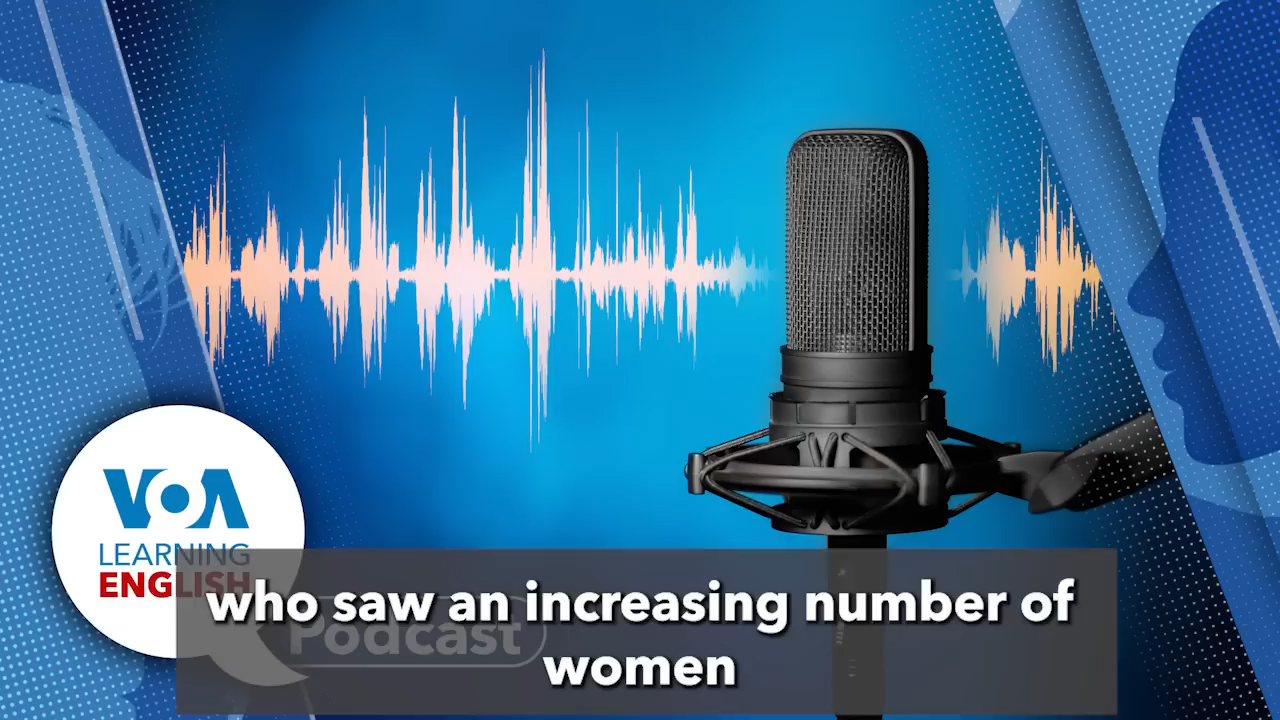 VOA
LEARNING
ENGLISH
Podcast
who saw an increasing number of
women